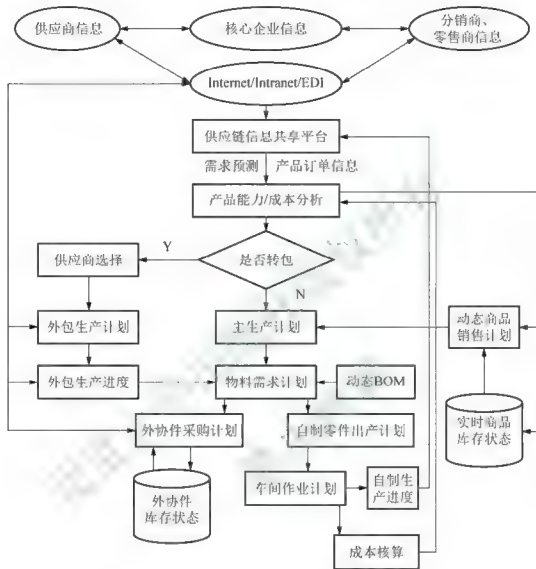 供应商信息
核心企业信息
分销商、
零售商信息
Internet/Intranet/EDI
供应链信息共享平台
需求预测
产品订单信息
产品能力/成本分析
Y
是否转包
供应商选择
N
外包生产计划
主生产计划
动态商品
销售计划
外包生产进度
物料需求计划
动态BOM
外协件采购计划
自制零件出产计划
实时商品
库存状态
车间作业计划
自制生
产进度
外协件
库存状态
成本核算